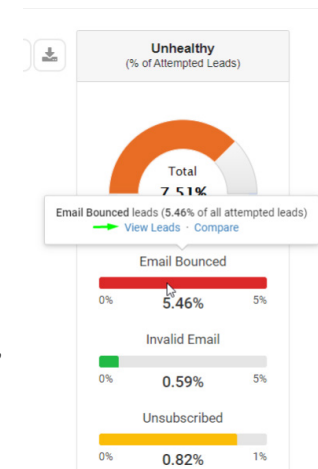 Unhealthy
(% of Attempted Leads)
Total
7.51%
Email Bounced leads (5.46% of all attempted leads)
View Leads · Compare
Email Bounced
0% 5.46% 5%
Invalid Email
0% 0.59% 5%
Unsubscribed
0% 0.82% 1%